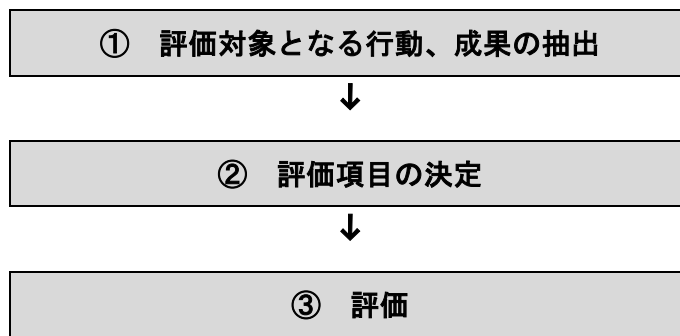 ① 評価対象となる行動、成果の抽出
↓
② 評価項目の決定
↓
③ 評価